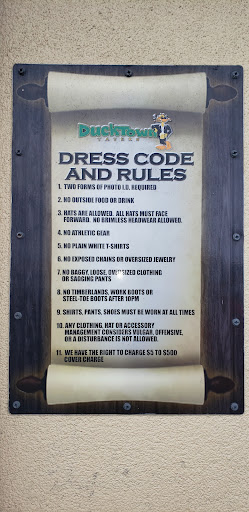 DUCKTOWN
TAVERN
DRESS CODE
AND RULES
1. TWO FORMS OF PHOTO I.D. REQUIRED
2. NO OUTSIDE FOOD OR DRINK
3. HATS ARE ALLOWED. ALL HATS MUST FACE
FORWARD. NO BRIMLESS HEADWEAR ALLOWED.
4. NO ATHLETIC GEAR
5. NO PLAIN WHITE T-SHIRTS
6. NO EXPOSED CHAINS OR OVERSIZED JEWELRY
7. NO BAGGY, LOOSE, OVERSIZED CLOTHING
OR SAGGING PANTS
8. NO TIMBERLANDS, WORK BOOTS OR
STEEL-TOE BOOTS AFTER 10PM
9. SHIRTS, PANTS, SHOES MUST BE WORN AT ALL TIMES
10. ANY CLOTHING, HAT OR ACCESSORY
MANAGEMENT CONSIDERS VULGAR, OFFENSIVE,
OR A DISTURBANCE IS NOT ALLOWED.
11. WE HAVE THE RIGHT TO CHARGE $5 TO $500
COVER CHARGE